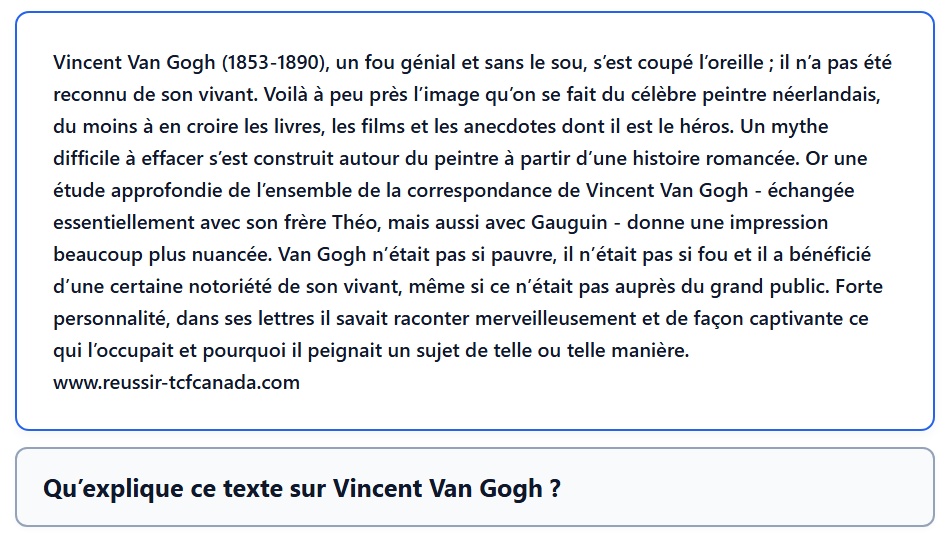 Vincent Van Gogh (1853-1890), un fou génial et sans le sou, s’est coupé l’oreille ; il n’a pas été
reconnu de son vivant. Voilà à peu près l’image qu’on se fait du célèbre peintre néerlandais,
du moins à en croire les livres, les films et les anecdotes dont il est le héros. Un mythe
difficile à effacer s’est construit autour du peintre à partir d’une histoire romancée. Or une
étude approfondie de l’ensemble de la correspondance de Vincent Van Gogh - échangée
essentiellement avec son frère Théo, mais aussi avec Gauguin - donne une impression
beaucoup plus nuancée. Van Gogh n’était pas si pauvre, il n’était pas si fou et il a bénéficié
d’une certaine notoriété de son vivant, même si ce n’était pas auprès du grand public. Forte
personnalité, dans ses lettres il savait raconter merveilleusement et de façon captivante ce
qui l’occupait et pourquoi il peignait un sujet de telle ou telle manière.
www.reussir-tcfcanada.com
Qu’explique ce texte sur Vincent Van Gogh ?